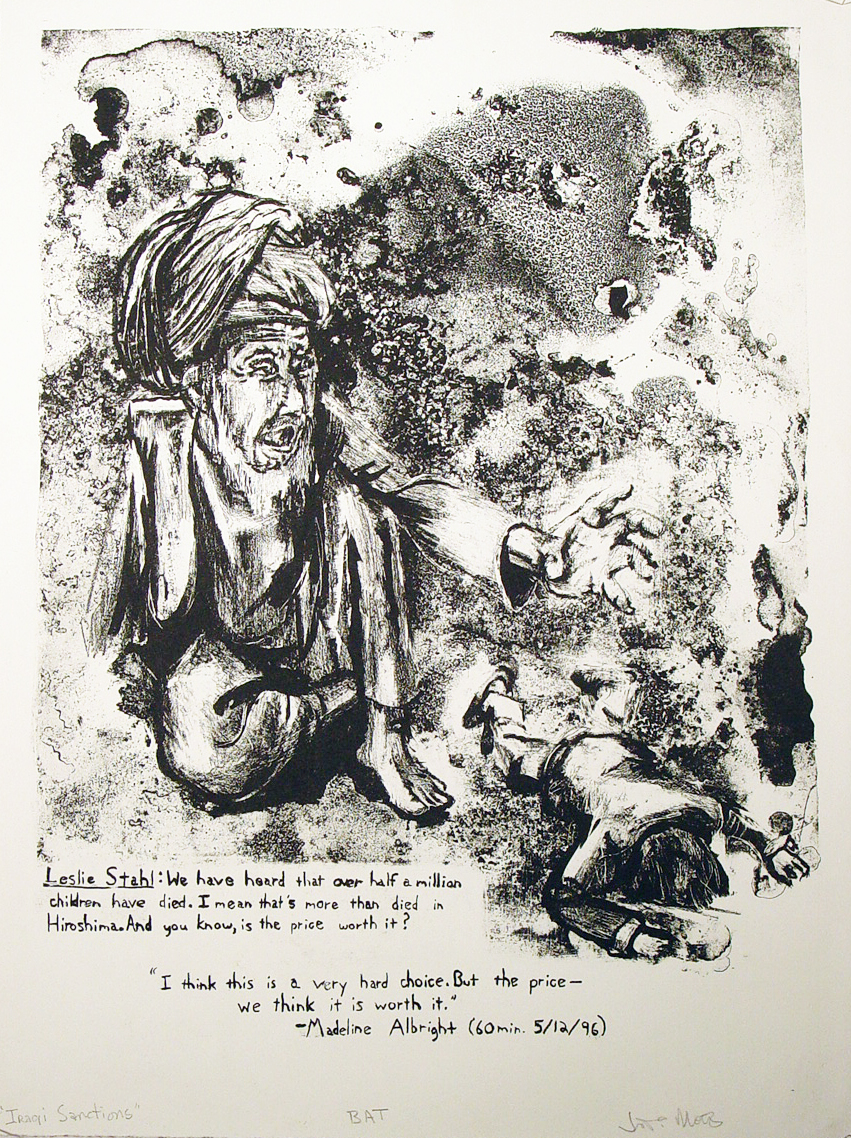 Leslie Stahl: We have heard that over half a million
children have died. I mean that's more than died in
Hiroshima. And you know, is the price worth it?
"I think this is a very hard choice. But the price—
we think it is worth it."
-Madeline Albright (60min. 5/12/96)
"Iraqi Sanctions"
BAT